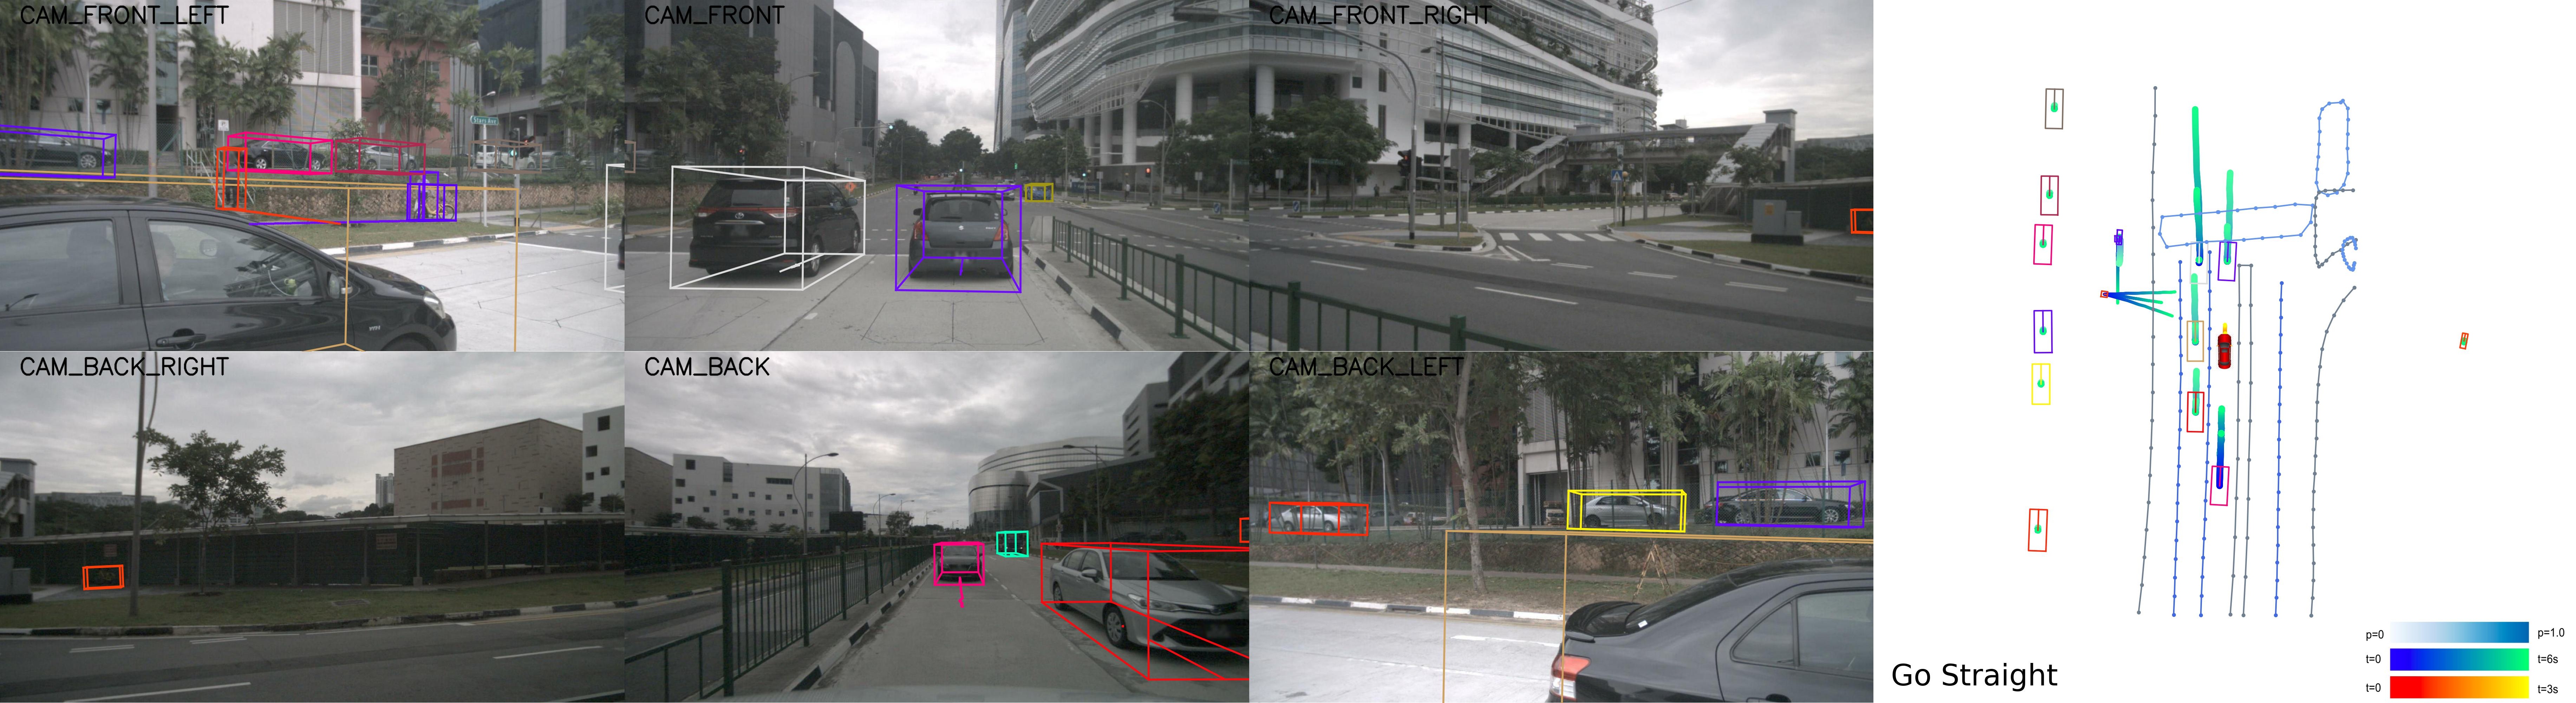 CAM_FRONT_LEFT
CAM_FRONT
CAM_FRONT_RIGHT
CAM_BACK_RIGHT
CAM_BACK
CAM_BACK_LEFT
Go Straight
p=0
p=1.0
t=0
t=6s
t=0
t=3s